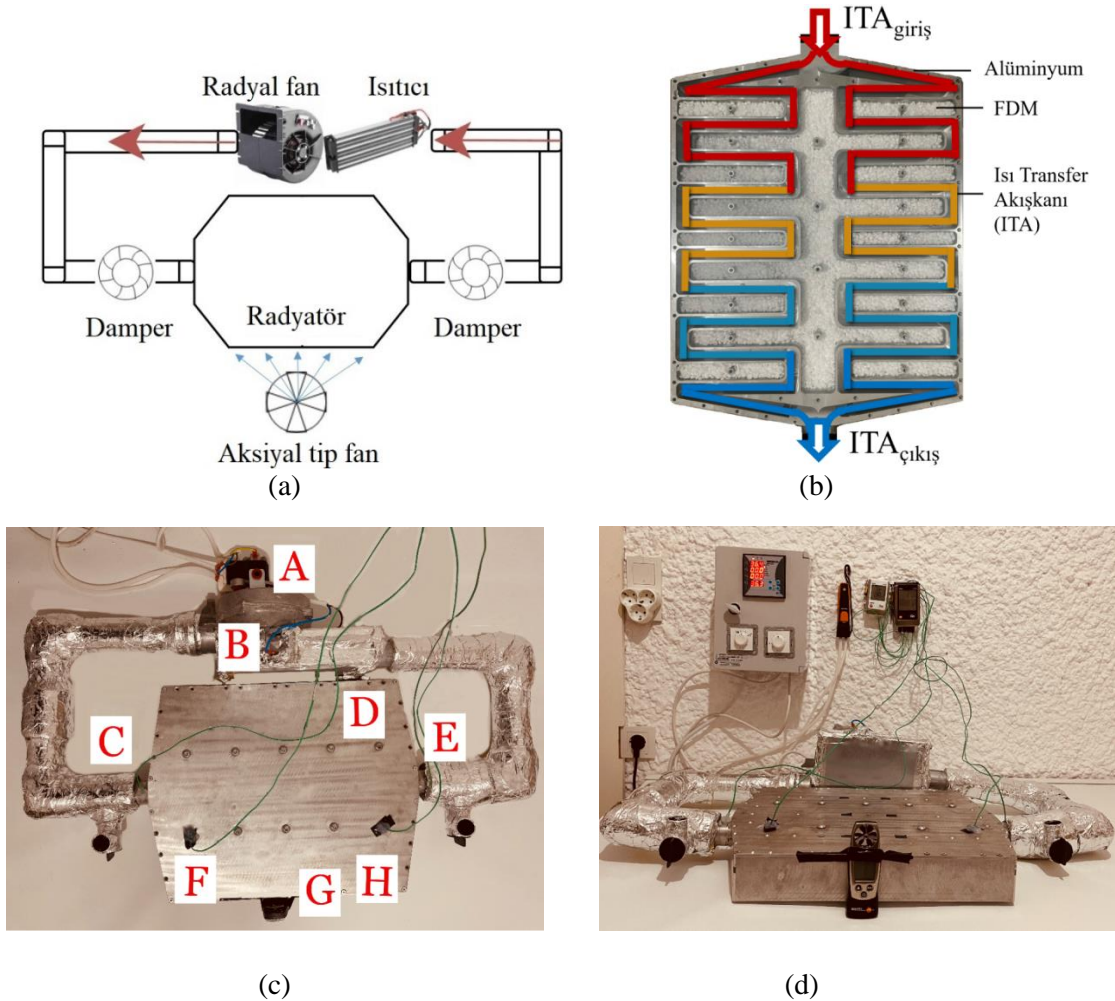 Radyal fan
Isıtıcı
Damper
Radyatör
Damper
Aksiyal tip fan
(a)
ITAgiriş
Alüminyum
FDM
Isı Transfer
Akışkanı
(ITA)
ITAçıkış
(b)
A
B
C
D
E
F
G
H
(c)
(d)